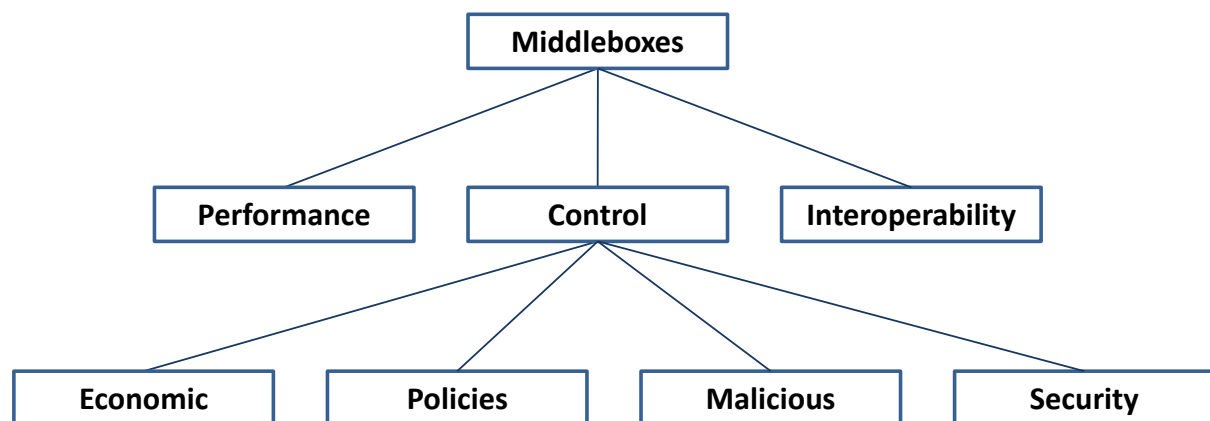 Middleboxes
Performance
Control
Interoperability
Economic
Policies
Malicious
Security